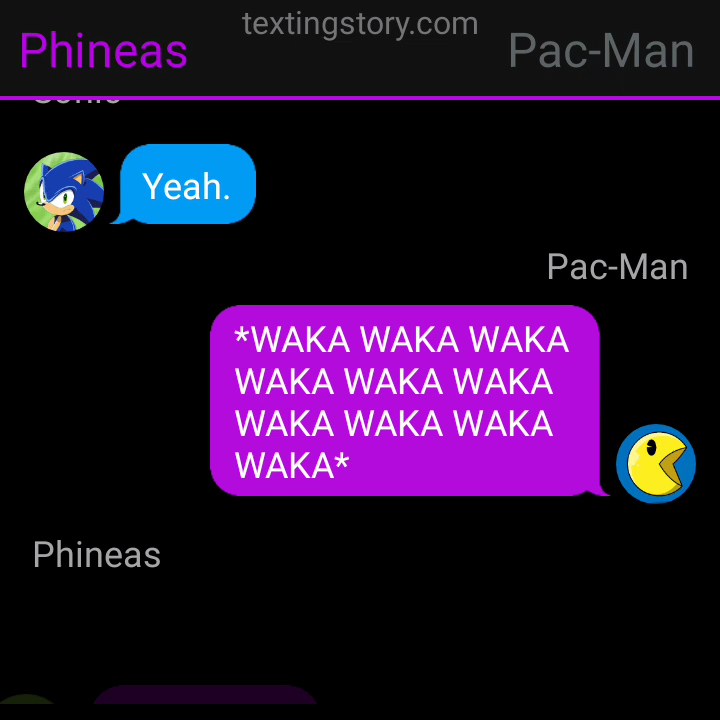 textingstory.com
Phineas
Pac-Man
Yeah.
Pac-Man
*WAKA WAKA WAKA
WAKA WAKA WAKA
WAKA WAKA WAKA
WAKA*
Phineas